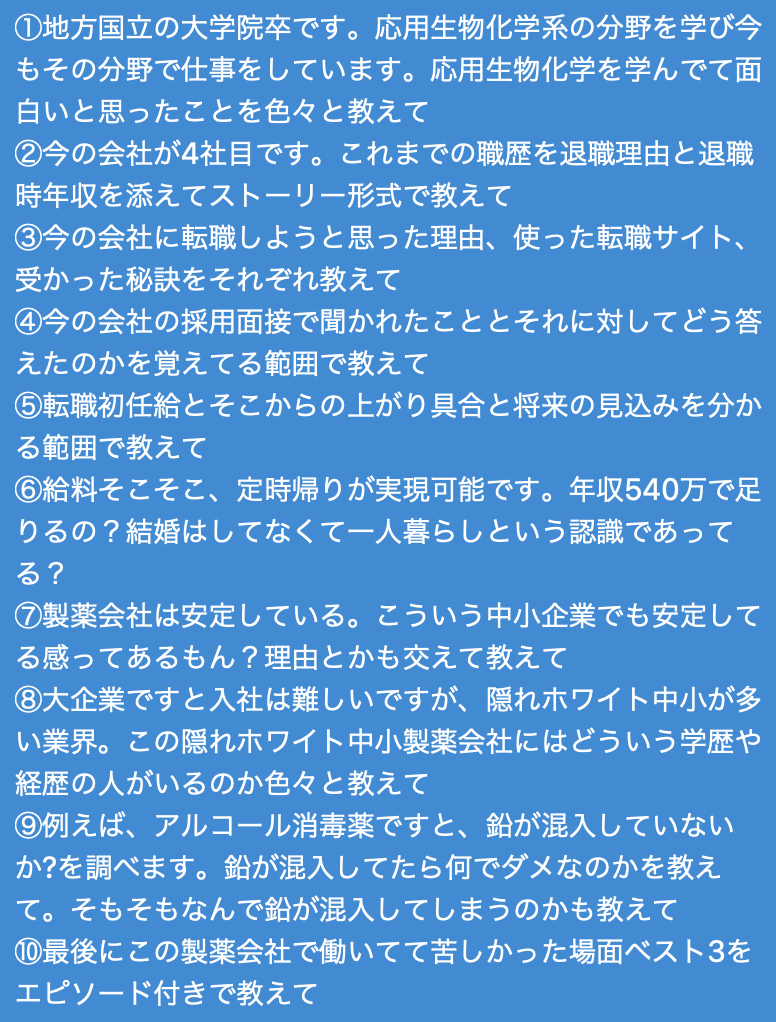 ①地方国立の大学院卒です。応用生物化学系の分野を学び今
もその分野で仕事をしています。応用生物化学を学んでて面
白いと思ったことを色々と教えて
②今の会社が4社目です。これまでの職歴を退職理由と退職
時年収を添えてストーリー形式で教えて
③今の会社に転職しようと思った理由、使った転職サイト、
受かった秘訣をそれぞれ教えて
④今の会社の採用面接で聞かれたこととそれに対してどう答
えたのかを覚えてる範囲で教えて
⑤転職初任給とそこからの上がり具合と将来の見込みを分か
る範囲で教えて
⑥給料そこそこ、定時帰りが実現可能です。年収540万で足
りるの？結婚はしてなくて一人暮らしという認識であって
る？
⑦製薬会社は安定している。こういう中小企業でも安定して
る感ってあるもん？理由とかも交えて教えて
⑧大企業ですと入社は難しいですが、隠れホワイト中小が多
い業界。この隠れホワイト中小製薬会社にはどういう学歴や
経歴の人がいるのか色々と教えて
⑨例えば、アルコール消毒薬ですと、鉛が混入していない
か?を調べます。鉛が混入してたら何でダメなのかを教え
て。そもそもなんで鉛が混入してしまうのかも教えて
⑩最後にこの製薬会社で働いてて苦しかった場面ベスト3を
エピソード付きで教えて